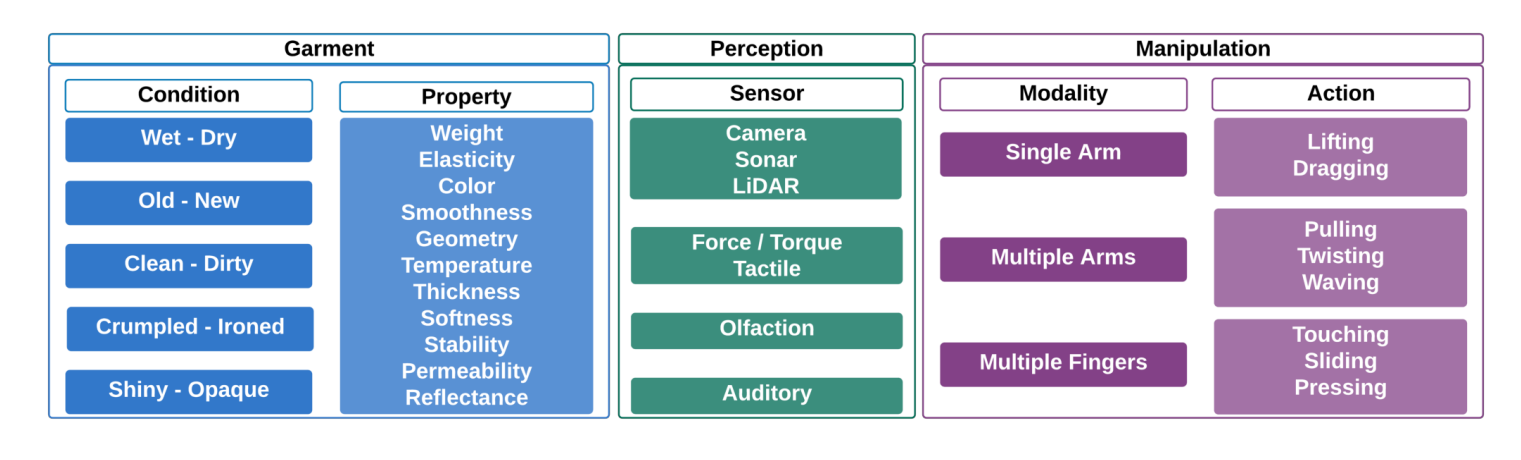 Garment
Condition
Wet - Dry
Old - New
Clean - Dirty
Crumpled - Ironed
Shiny - Opaque
Property
Weight
Elasticity
Color
Smoothness
Geometry
Temperature
Thickness
Softness
Stability
Permeability
Reflectance
Perception
Sensor
Camera
Sonar
LiDAR
Force / Torque
Tactile
Olfaction
Auditory
Manipulation
Modality
Single Arm
Multiple Arms
Multiple Fingers
Action
Lifting
Dragging
Pulling
Twisting
Waving
Touching
Sliding
Pressing